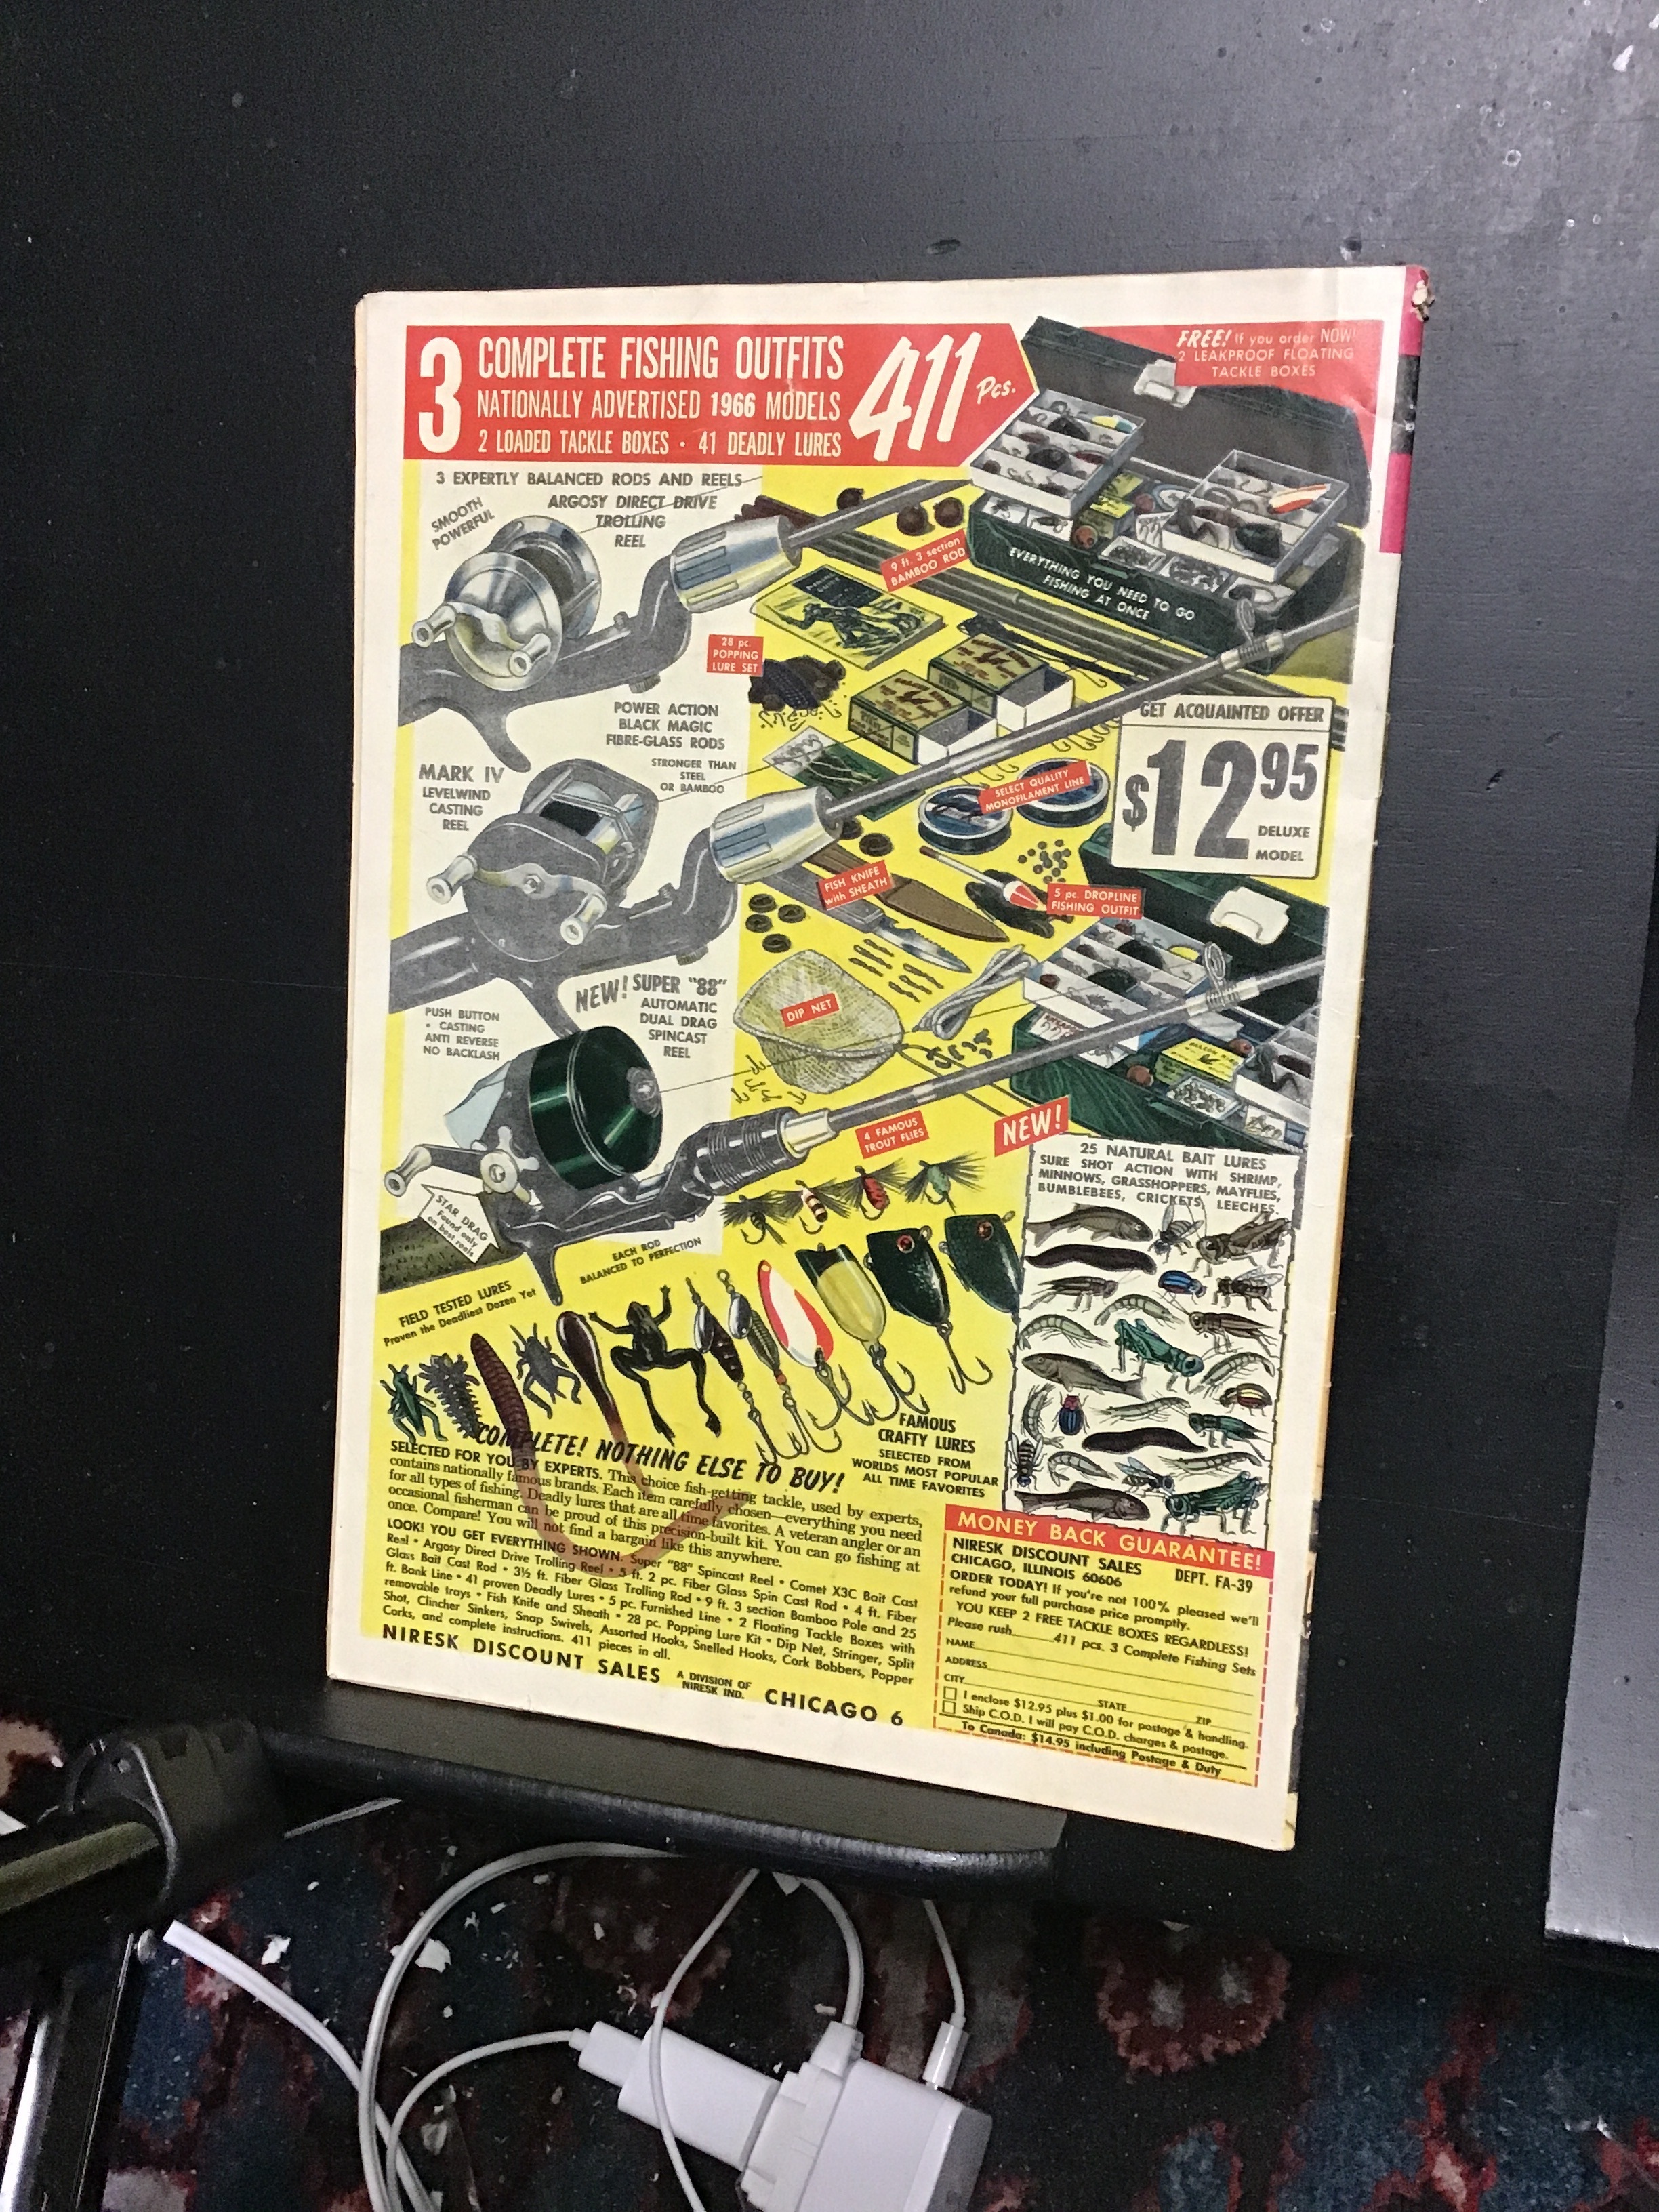 3
COMPLETE FISHING OUTFITS
NATIONALLY ADVERTISED 1966 MODELS
2 LOADED TACKLE BOXES • 41 DEADLY LURES
411 Pcs.
FREE! If you order NOW!
2 LEAKPROOF FLOATING
TACKLE BOXES
3 EXPERTLY BALANCED RODS AND REELS
SMOOTH
POWERFUL
ARGOSY DIRECT DRIVE
TROLLING
REEL
9 ft. 3 section
BAMBOO ROD
EVERYTHING YOU NEED TO GO
FISHING AT ONCE
28 pc.
POPPING
LURE SET
POWER ACTION
BLACK MAGIC
FIBRE-GLASS RODS
STRONGER THAN
STEEL
OR BAMBOO
GET ACQUAINTED OFFER
$12.95
DELUXE
MODEL
MARK IV
LEVELWIND
CASTING
REEL
SELECT QUALITY
MONOFILAMENT LINE
FISH KNIFE
with SHEATH
5 pc. DROPLINE
FISHING OUTFIT
NEW! SUPER "88"
AUTOMATIC
DUAL DRAG
SPINCAST
REEL
DIP NET
PUSH BUTTON
• CASTING
ANTI REVERSE
NO BACKLASH
4 FAMOUS
TROUT FLIES
NEW!
25 NATURAL BAIT LURES
SURE SHOT ACTION WITH SHRIMP,
MINNOWS, GRASSHOPPERS, MAYFLIES,
BUMBLEBEES, CRICKETS, LEECHES.
STAR DRAG
Found only
on best reels
EACH ROD
BALANCED TO PERFECTION
FIELD TESTED LURES
Proven the Deadliest Dozen Yet
FAMOUS
CRAFTY LURES
SELECTED FROM
WORLDS MOST POPULAR
ALL TIME FAVORITES
COMPLETE! NOTHING ELSE TO BUY!
SELECTED FOR YOU BY EXPERTS. This choice fish-getting tackle, used by experts,
contains nationally famous brands. Each item carefully chosen—everything you need
for all types of fishing. Deadly lures that are all-time favorites. A veteran angler or an
occasional fisherman can be proud of this precision-built kit. You can go fishing at
once. Compare! You will not find a bargain like this anywhere.
LOOK! YOU GET EVERYTHING SHOWN. Super "88" Spincast Reel • Comet X3C Bait Cast
Reel • Argosy Direct Drive Trolling Reel • 5 ft. 2 pc. Fiber Glass Spin Cast Rod • 4 ft. Fiber
Glass Bait Cast Rod • 3½ ft. Fiber Glass Trolling Rod • 9 ft. 3 section Bamboo Pole and 25
ft. Bank Line • 41 proven Deadly Lures • 5 pc. Furnished Line • 2 Floating Tackle Boxes with
removable trays • Fish Knife and Sheath • 28 pc. Popping Lure Kit • Dip Net, Stringer, Split
Shot, Clincher Sinkers, Snap Swivels, Assorted Hooks, Snelled Hooks, Cork Bobbers, Popper
Corks, and complete instructions. 411 pieces in all.
NIRESK DISCOUNT SALES A DIVISION OF
NIRESK IND. CHICAGO 6
MONEY BACK GUARANTEE!
NIRESK DISCOUNT SALES DEPT. FA-39
CHICAGO, ILLINOIS 60606
ORDER TODAY! If you're not 100% pleased we'll
refund your full purchase price promptly.
YOU KEEP 2 FREE TACKLE BOXES REGARDLESS!
Please rush 411 pcs. 3 Complete Fishing Sets
NAME
ADDRESS
CITY STATE ZIP
I enclose $12.95 plus $1.00 for postage & handling.
Ship C.O.D. I will pay C.O.D. charges & postage.
To Canada: $14.95 including Postage & Duty